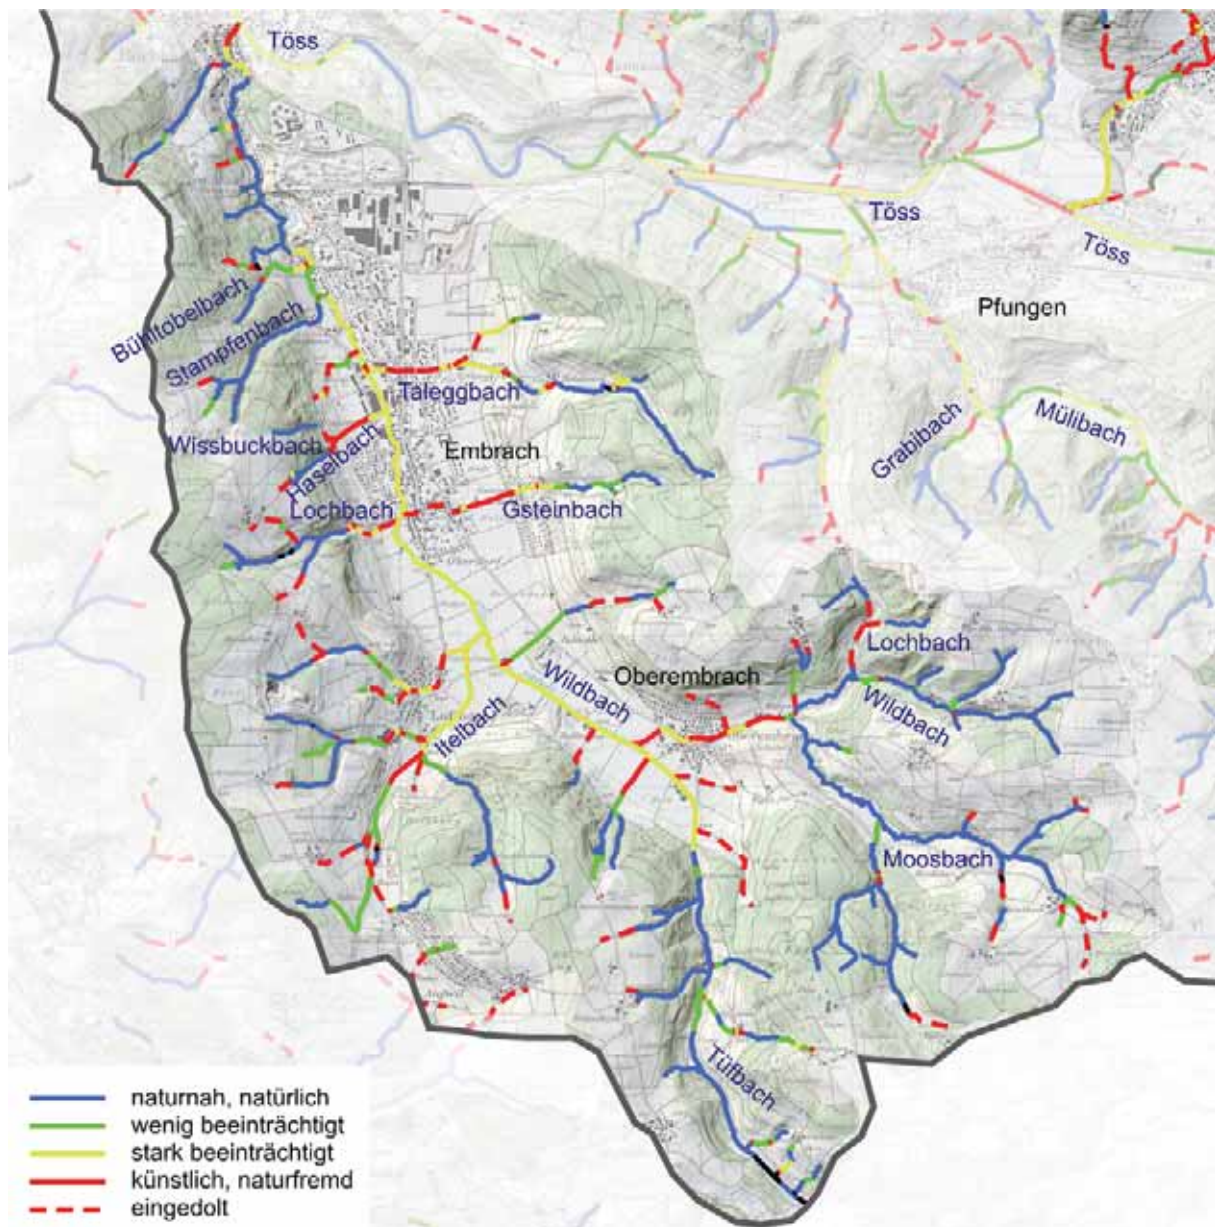 Töss
Töss
Töss
Pfungen
Bühltobelbach
Stampfenbach
Taleggbach
Mülibach
Grabibach
Wissbuckbach
Haselbach
Embrach
Lochbach
Gsteinbach
Lochbach
Oberembrach
Wildbach
Wildbach
Itelbach
Moosbach
Tüfbach
naturnah, natürlich
wenig beeinträchtigt
stark beeinträchtigt
künstlich, naturfremd
eingedolt